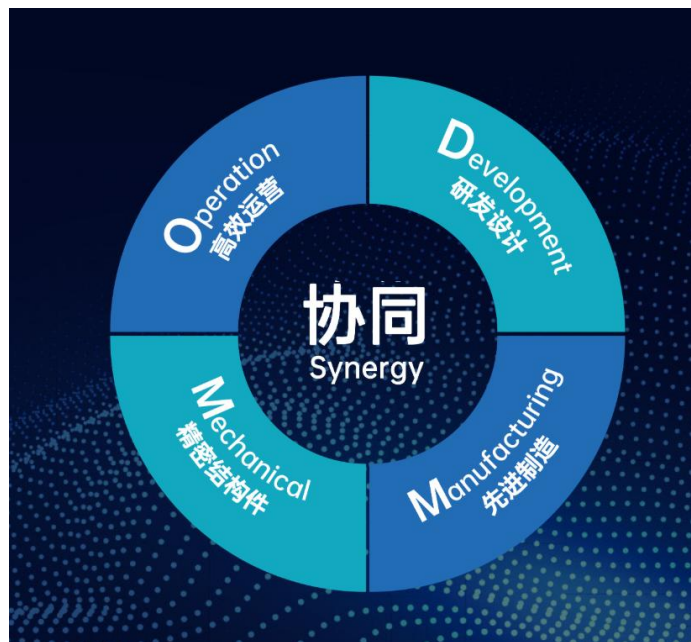 Operation
高效运营
Development
研发设计
协同
Synergy
Mechanical
精密结构件
Manufacturing
先进制造